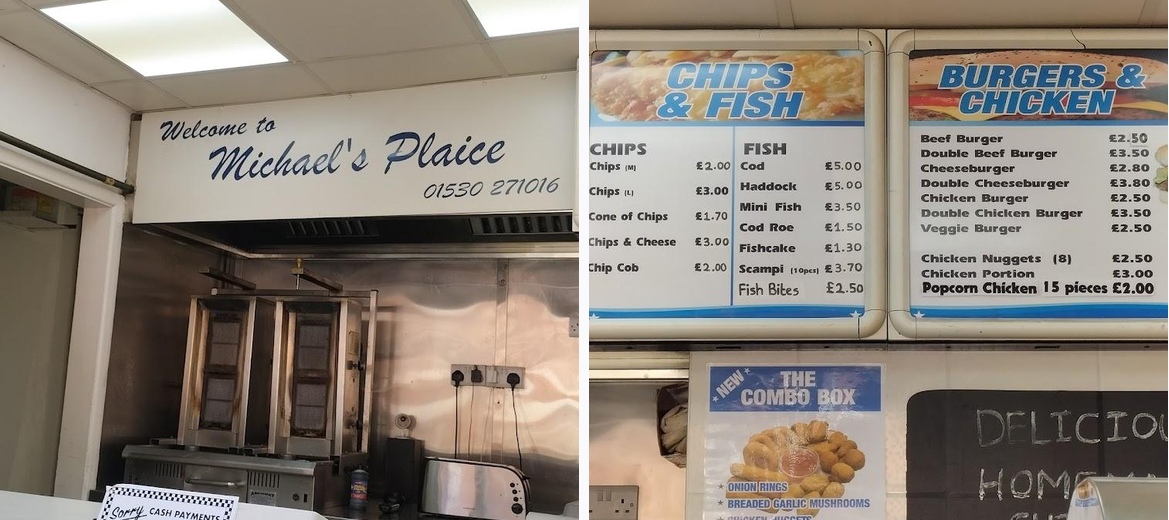 Welcome to
Michael's Plaice
01530 271016
Sorry CASH PAYMENTS
CHIPS
& FISH
CHIPS
Chips (M) £2.00
Chips (L) £3.00
Cone of Chips £1.70
Chips & Cheese £3.00
Chip Cob £2.00
FISH
Cod £5.00
Haddock £5.00
Mini Fish £3.50
Cod Roe £1.50
Fishcake £1.30
Scampi (10pcs) £3.70
Fish Bites £2.50
BURGERS &
CHICKEN
Beef Burger £2.50
Double Beef Burger £3.50
Cheeseburger £2.80
Double Cheeseburger £3.80
Chicken Burger £2.50
Double Chicken Burger £3.50
Veggie Burger £2.50
Chicken Nuggets (8) £2.50
Chicken Portion £3.00
Popcorn Chicken 15 pieces £2.00
NEW
THE
COMBO BOX
ONION RINGS
BREADED GARLIC MUSHROOMS
CHICKEN NUGGETS
DELICIO
HOME